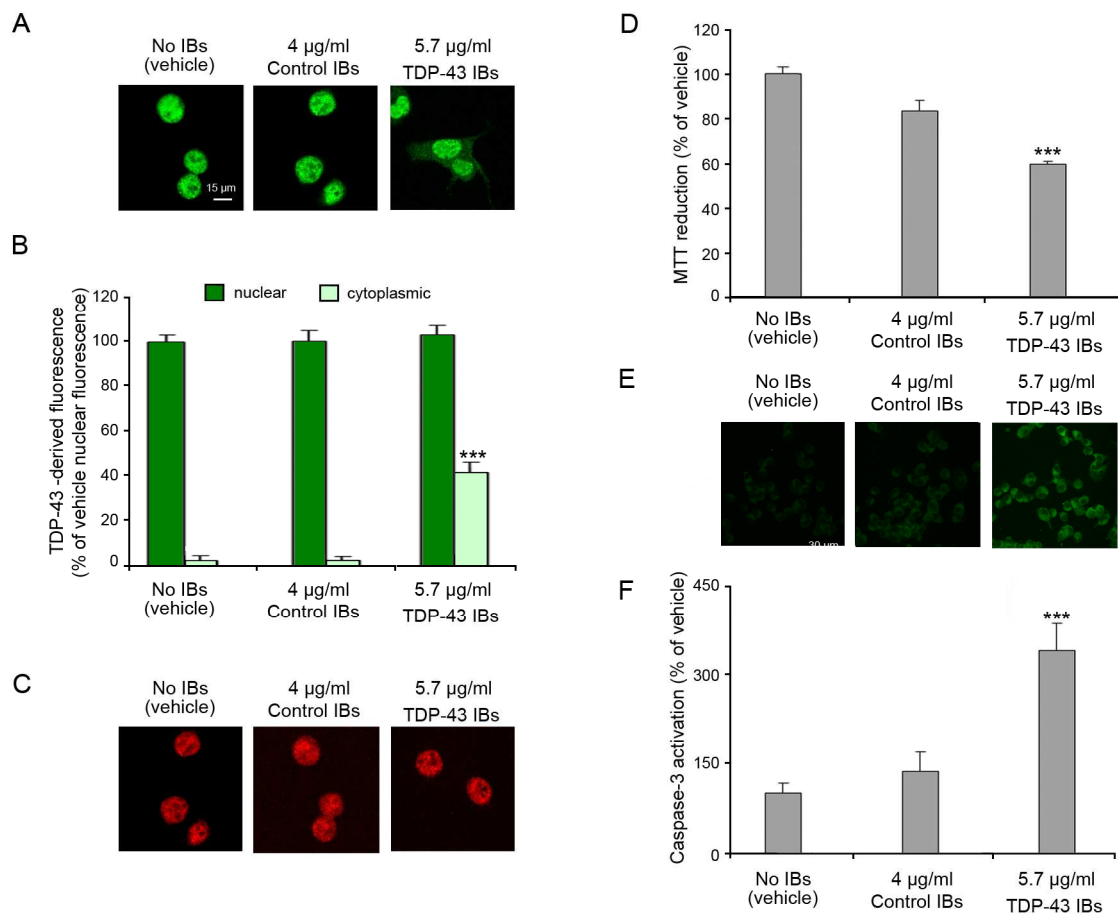 A
No IBs
(vehicle)
4 µg/ml
Control IBs
5.7 µg/ml
TDP-43 IBs
15 µm
B
nuclear
cytoplasmic
TDP-43 -derived fluorescence
(% of vehicle nuclear fluorescence)
120
100
80
60
40
20
0
***
No IBs
(vehicle)
4 µg/ml
Control IBs
5.7 µg/ml
TDP-43 IBs
C
No IBs
(vehicle)
4 µg/ml
Control IBs
5.7 µg/ml
TDP-43 IBs
D
MTT reduction (% of vehicle)
120
100
80
60
40
20
0
***
No IBs
(vehicle)
4 µg/ml
Control IBs
5.7 µg/ml
TDP-43 IBs
E
No IBs
(vehicle)
4 µg/ml
Control IBs
5.7 µg/ml
TDP-43 IBs
30 µm
F
Caspase-3 activation (% of vehicle)
450
300
150
0
***
No IBs
(vehicle)
4 µg/ml
Control IBs
5.7 µg/ml
TDP-43 IBs